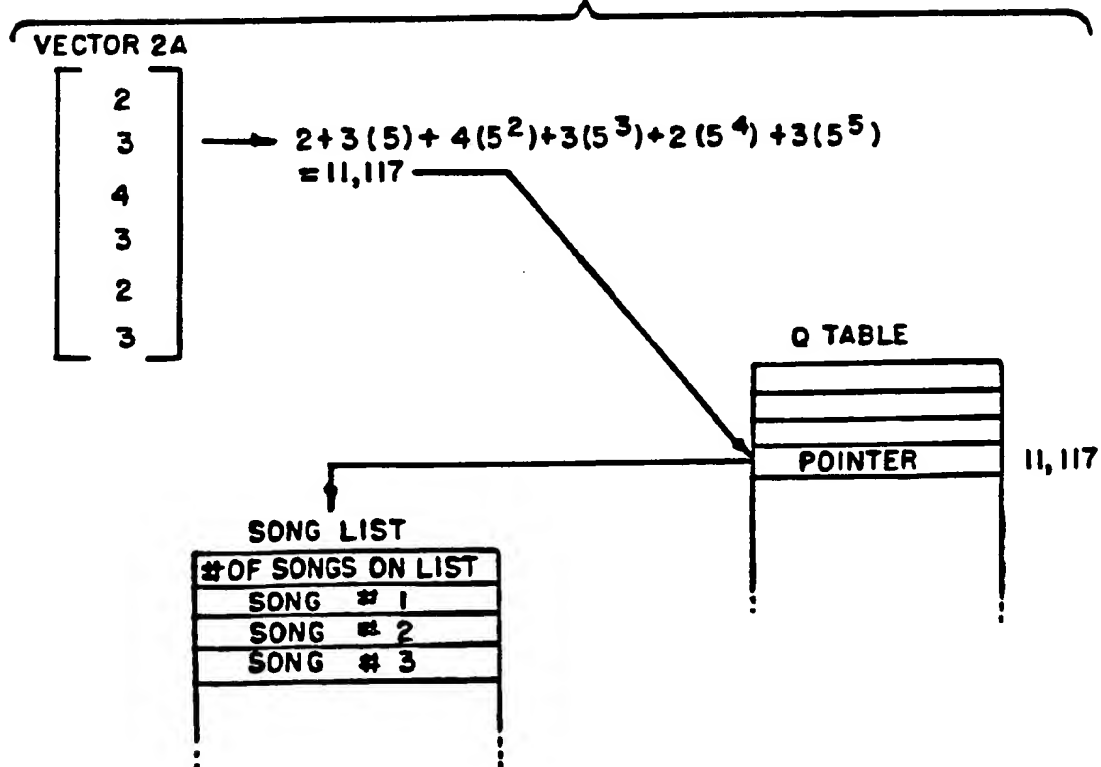 VECTOR 2A
2
3
4
3
2
3
2+3(5)+ 4(5²)+3(5³)+2(5⁴)+3(5⁵)
=11,117
Q TABLE
POINTER 11,117
SONG LIST
#OF SONGS ON LIST
SONG # 1
SONG # 2
SONG # 3